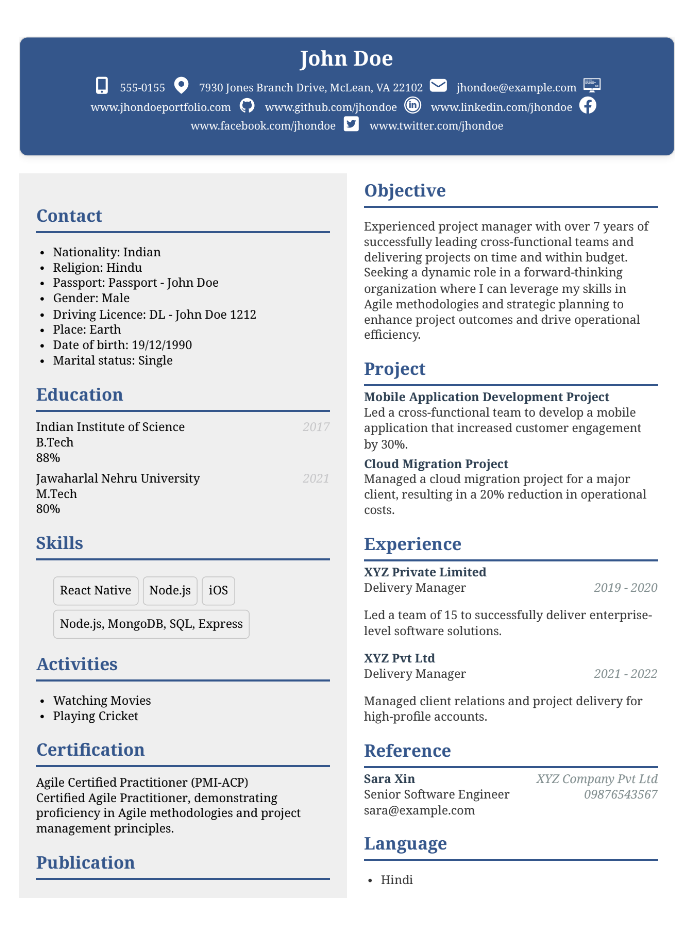 John Doe
555-0155 7930 Jones Branch Drive, McLean, VA 22102 jhondoe@example.com
www.jhondoeportfolio.com www.github.com/jhondoe www.linkedin.com/jhondoe
www.facebook.com/jhondoe www.twitter.com/jhondoe
Contact
• Nationality: Indian
• Religion: Hindu
• Passport: Passport - John Doe
• Gender: Male
• Driving Licence: DL - John Doe 1212
• Place: Earth
• Date of birth: 19/12/1990
• Marital status: Single
Education
Indian Institute of Science 2017
B.Tech
88%
Jawaharlal Nehru University 2021
M.Tech
80%
Skills
React Native Node.js iOS
Node.js, MongoDB, SQL, Express
Activities
• Watching Movies
• Playing Cricket
Certification
Agile Certified Practitioner (PMI-ACP)
Certified Agile Practitioner, demonstrating
proficiency in Agile methodologies and project
management principles.
Publication
Objective
Experienced project manager with over 7 years of
successfully leading cross-functional teams and
delivering projects on time and within budget.
Seeking a dynamic role in a forward-thinking
organization where I can leverage my skills in
Agile methodologies and strategic planning to
enhance project outcomes and drive operational
efficiency.
Project
Mobile Application Development Project
Led a cross-functional team to develop a mobile
application that increased customer engagement
by 30%.
Cloud Migration Project
Managed a cloud migration project for a major
client, resulting in a 20% reduction in operational
costs.
Experience
XYZ Private Limited
Delivery Manager 2019 - 2020
Led a team of 15 to successfully deliver enterprise-
level software solutions.
XYZ Pvt Ltd
Delivery Manager 2021 - 2022
Managed client relations and project delivery for
high-profile accounts.
Reference
Sara Xin XYZ Company Pvt Ltd
Senior Software Engineer 09876543567
sara@example.com
Language
• Hindi